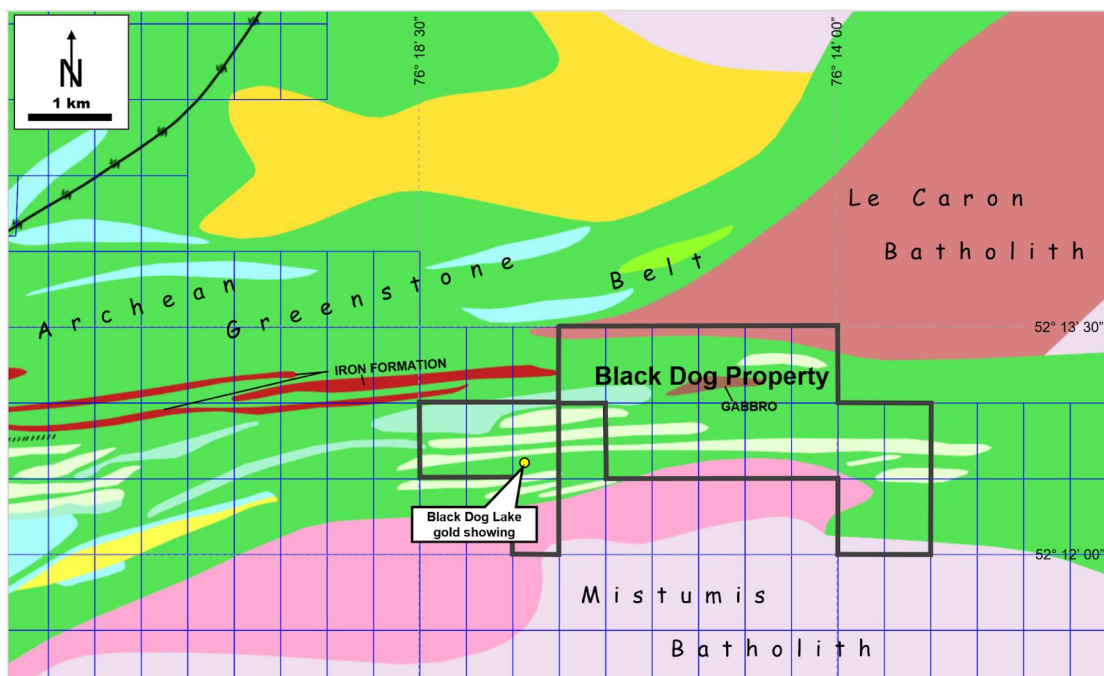 N
1 km
76° 18' 30"
76° 14' 00"
Le Caron
Batholith
Archean
Greenstone
Belt
52° 13' 30"
IRON FORMATION
Black Dog Property
GABBRO
Black Dog Lake
gold showing
52° 12' 00"
Mistumis
Batholith